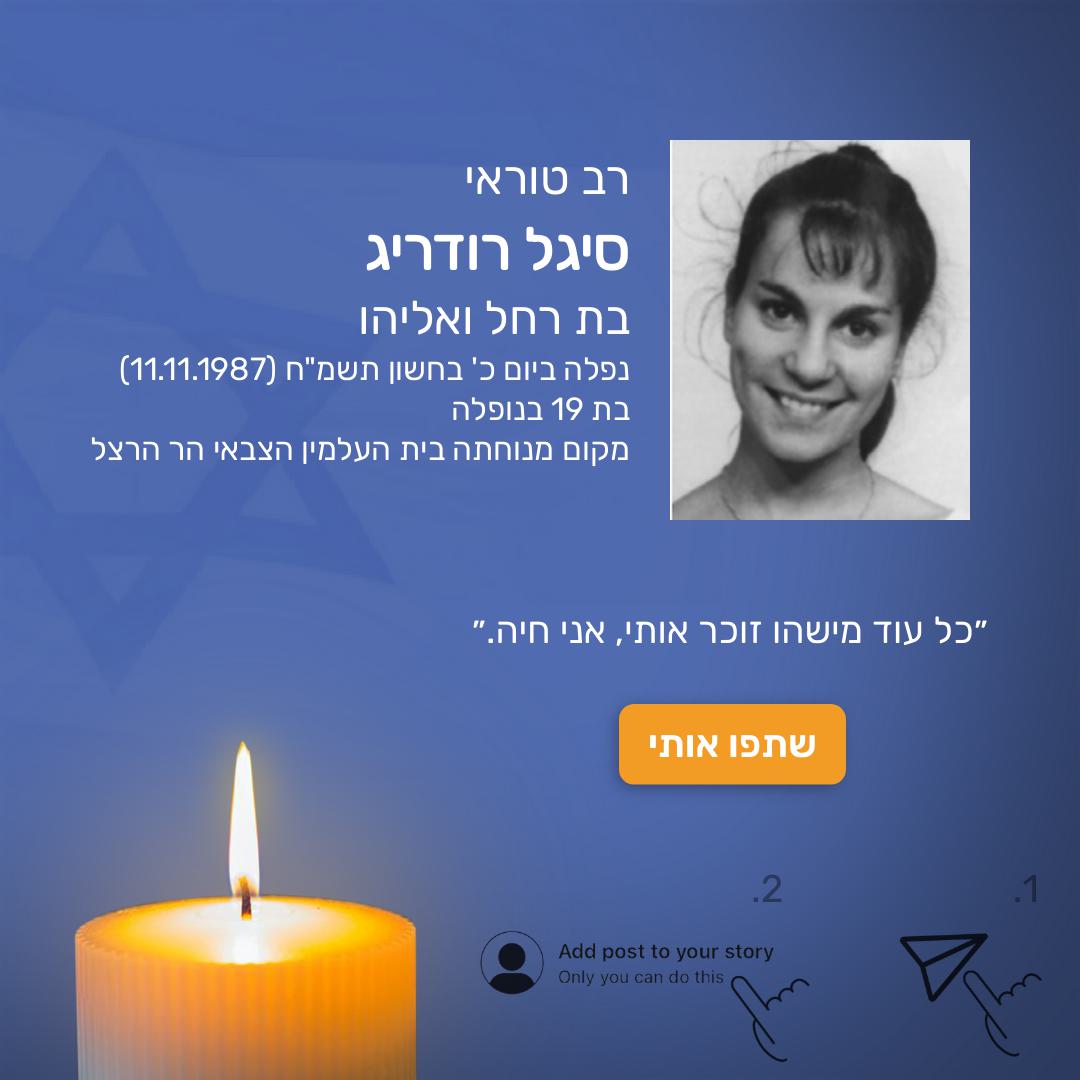 רב טוראי
סיגל רודריג
בת רחל ואליהו
נפלה ביום כ' בחשון תשמ"ח (11.11.1987)
בת 19 בנופלה
מקום מנוחתה בית העלמין הצבאי הר הרצל
״כל עוד מישהו זוכר אותי, אני חיה.״
שתפו אותי
1.
2.
Add post to your story
Only you can do this